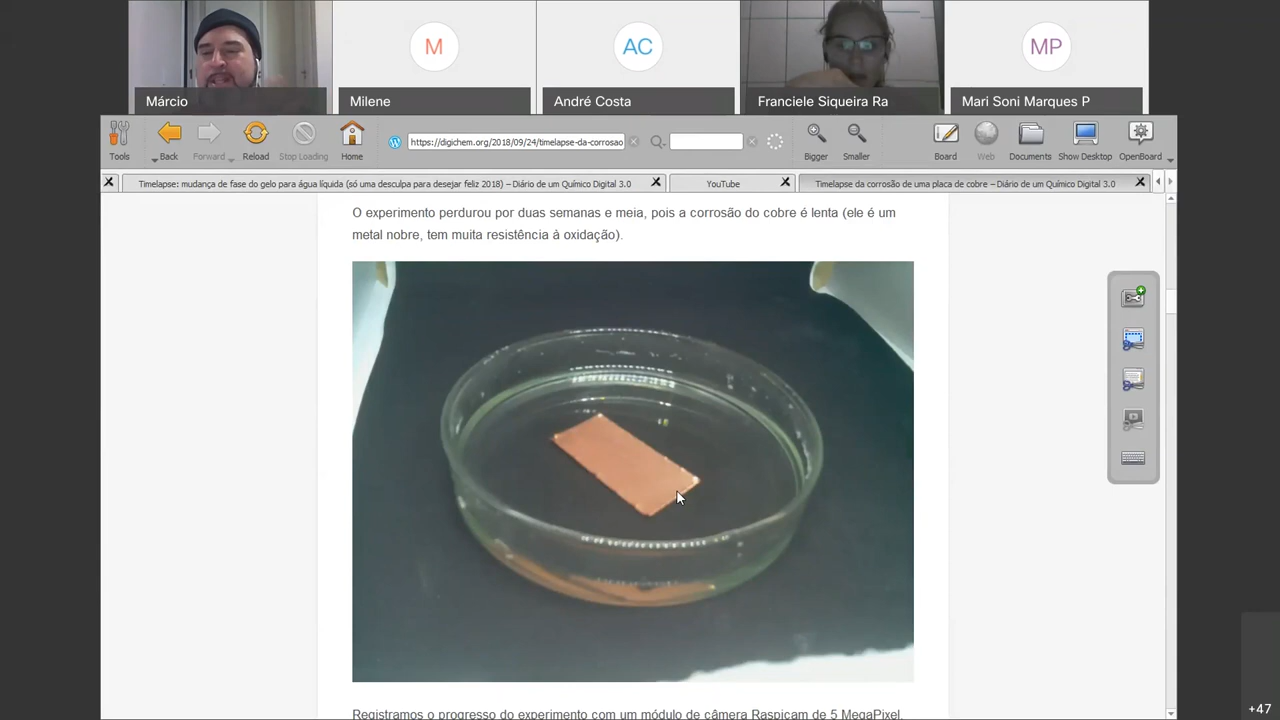 M
AC
MP
Márcio
Milene
André Costa
Franciele Siqueira Ra
Mari Soni Marques P
Tools
Back
Forward
Reload
Stop Loading
Home
https://digichem.org/2018/09/24/timelapse-da-corrosao
Bigger
Smaller
Board
Web
Documents
Show Desktop
OpenBoard
Timelapse: mudança de fase do gelo para água líquida (só uma desculpa para desejar feliz 2018) – Diário de um Químico Digital 3.0
YouTube
Timelapse da corrosão de uma placa de cobre – Diário de um Químico Digital 3.0
O experimento perdurou por duas semanas e meia, pois a corrosão do cobre é lenta (ele é um
metal nobre, tem muita resistência à oxidação).
Registramos o progresso do experimento com um módulo de câmera Raspicam de 5 MegaPixel.
+47